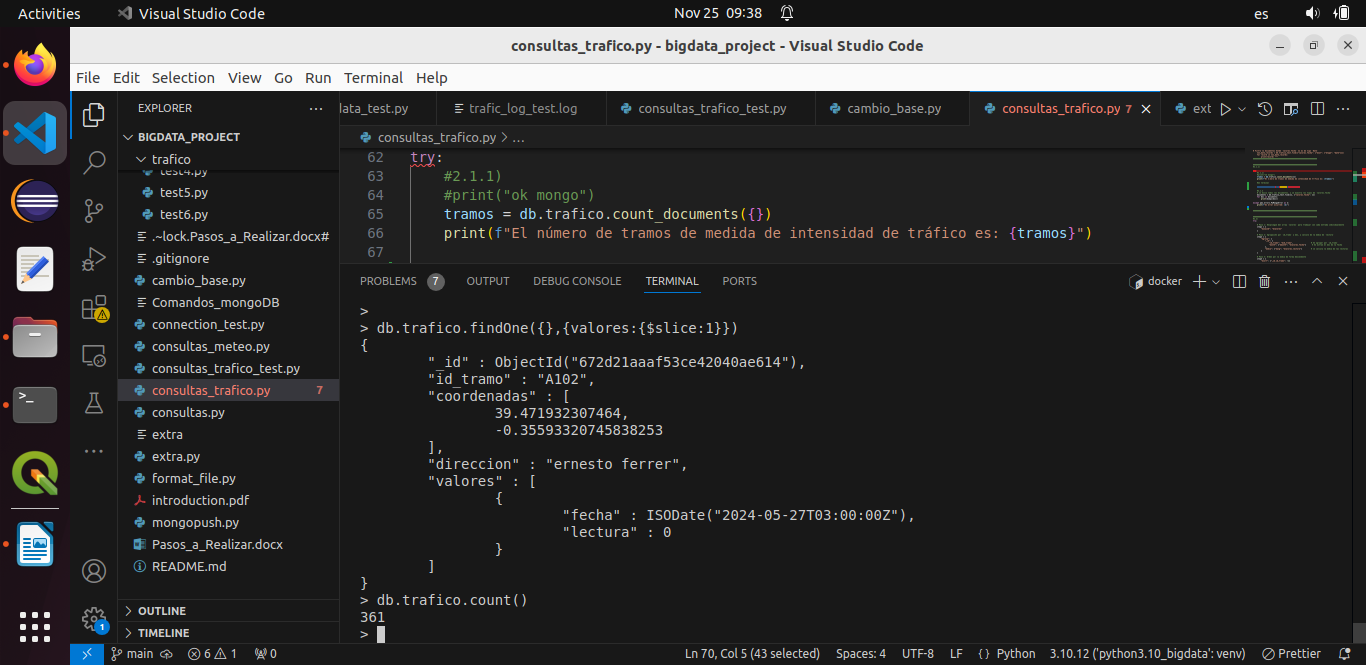 Activities
Visual Studio Code
Nov 25 09:38
es
consultas_trafico.py - bigdata_project - Visual Studio Code
File Edit Selection View Go Run Terminal Help
EXPLORER
BIGDATA_PROJECT
trafico
test4.py
test5.py
test6.py
.~lock.Pasos_a_Realizar.docx#
.gitignore
cambio_base.py
Comandos_mongoDB
connection_test.py
consultas_meteo.py
consultas_trafico_test.py
consultas_trafico.py 7
consultas.py
extra
extra.py
format_file.py
introduction.pdf
mongopush.py
Pasos_a_Realizar.docx
README.md
OUTLINE
TIMELINE
data_test.py
trafic_log_test.log
consultas_trafico_test.py
cambio_base.py
consultas_trafico.py 7
ext
consultas_trafico.py > ...
62 try:
63 #2.1.1)
64 #print("ok mongo")
65 tramos = db.trafico.count_documents({})
66 print(f"El número de tramos de medida de intensidad de tráfico es: {tramos}")
67
PROBLEMS 7 OUTPUT DEBUG CONSOLE TERMINAL PORTS
docker
>
> db.trafico.findOne({},{valores:{$slice:1}})
{
"_id" : ObjectId("672d21aaaf53ce42040ae614"),
"id_tramo" : "A102",
"coordenadas" : [
39.471932307464,
-0.35593320745838253
],
"direccion" : "ernesto ferrer",
"valores" : [
{
"fecha" : ISODate("2024-05-27T03:00:00Z"),
"lectura" : 0
}
]
}
> db.trafico.count()
361
>
1
main
6 1
0
Ln 70, Col 5 (43 selected)
Spaces: 4
UTF-8
LF
{ } Python
3.10.12 ('python3.10_bigdata': venv)
Prettier